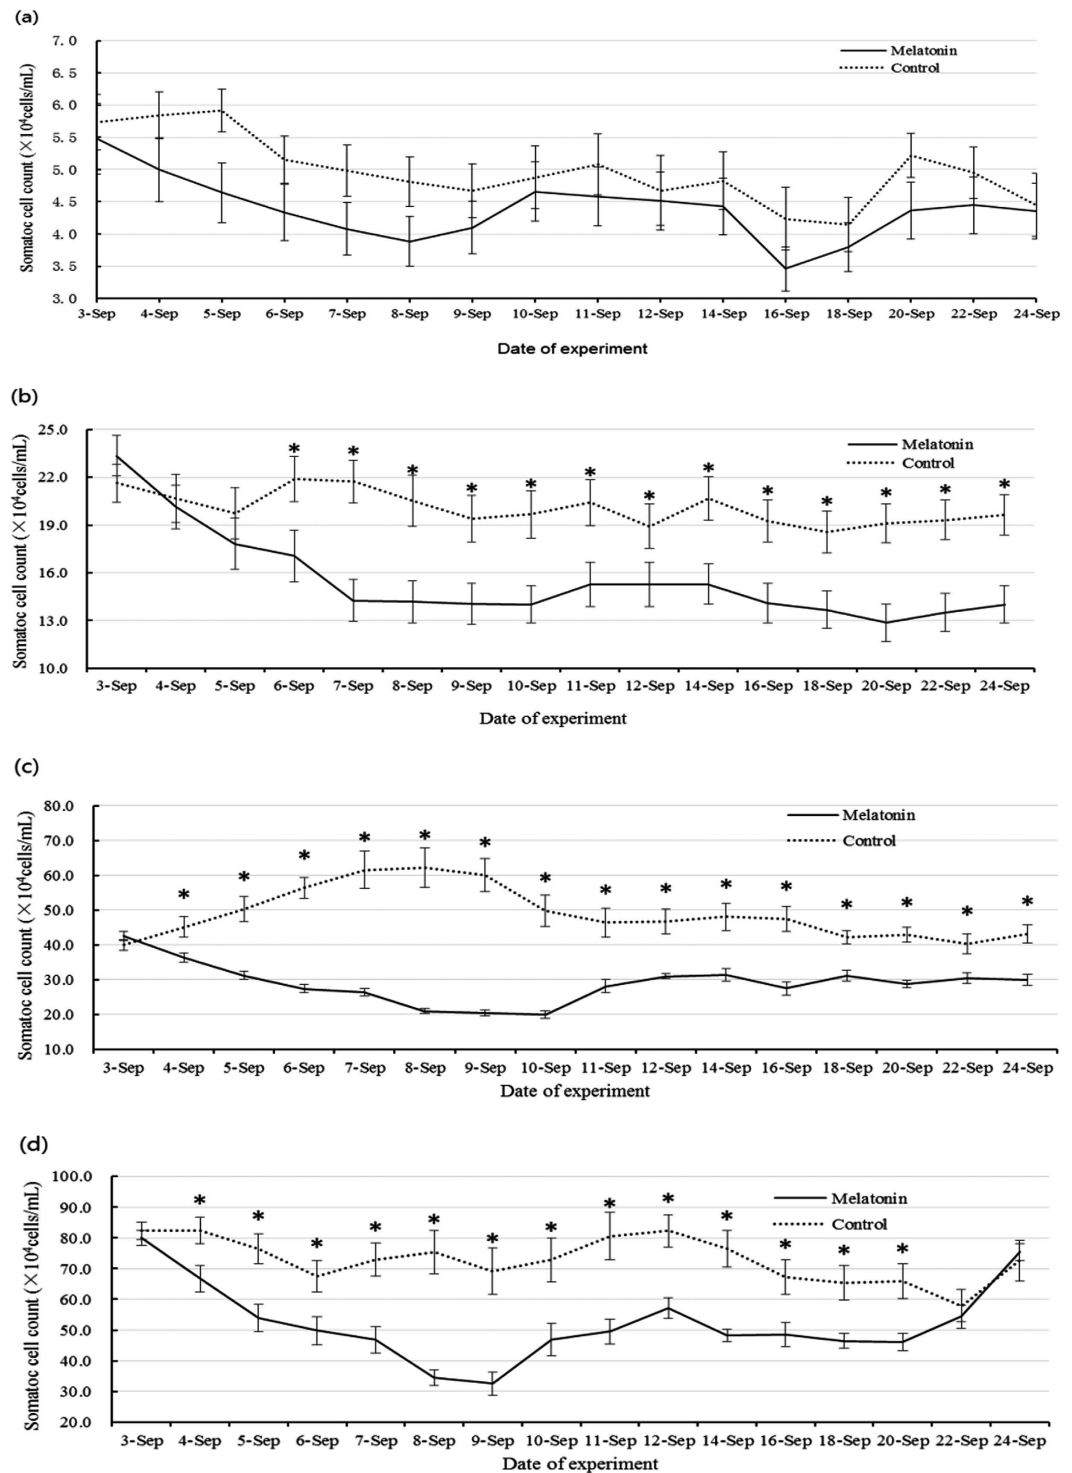 (a)
Somatoc cell count (×10⁴cells/mL)
7. 0
6. 5
6. 0
5. 5
5. 0
4. 5
4. 0
3. 5
3. 0
Melatonin
Control
3-Sep 4-Sep 5-Sep 6-Sep 7-Sep 8-Sep 9-Sep 10-Sep 11-Sep 12-Sep 14-Sep 16-Sep 18-Sep 20-Sep 22-Sep 24-Sep
Date of experiment
(b)
Somatoc cell count (×10⁴cells/mL)
25.0
22.0
19.0
16.0
13.0
10.0
Melatonin
Control
* * * * * * * * * * * * *
3-Sep 4-Sep 5-Sep 6-Sep 7-Sep 8-Sep 9-Sep 10-Sep 11-Sep 12-Sep 14-Sep 16-Sep 18-Sep 20-Sep 22-Sep 24-Sep
Date of experiment
(c)
Somatoc cell count (×10⁴cells/mL)
80.0
70.0
60.0
50.0
40.0
30.0
20.0
10.0
Melatonin
Control
* * * * * * * * * * * * * * *
3-Sep 4-Sep 5-Sep 6-Sep 7-Sep 8-Sep 9-Sep 10-Sep 11-Sep 12-Sep 14-Sep 16-Sep 18-Sep 20-Sep 22-Sep 24-Sep
Date of experiment
(d)
Somatoc cell count (×10⁴cells/mL)
100.0
90.0
80.0
70.0
60.0
50.0
40.0
30.0
20.0
Melatonin
Control
* * * * * * * * * * * * *
3-Sep 4-Sep 5-Sep 6-Sep 7-Sep 8-Sep 9-Sep 10-Sep 11-Sep 12-Sep 14-Sep 16-Sep 18-Sep 20-Sep 22-Sep 24-Sep
Date of experiment